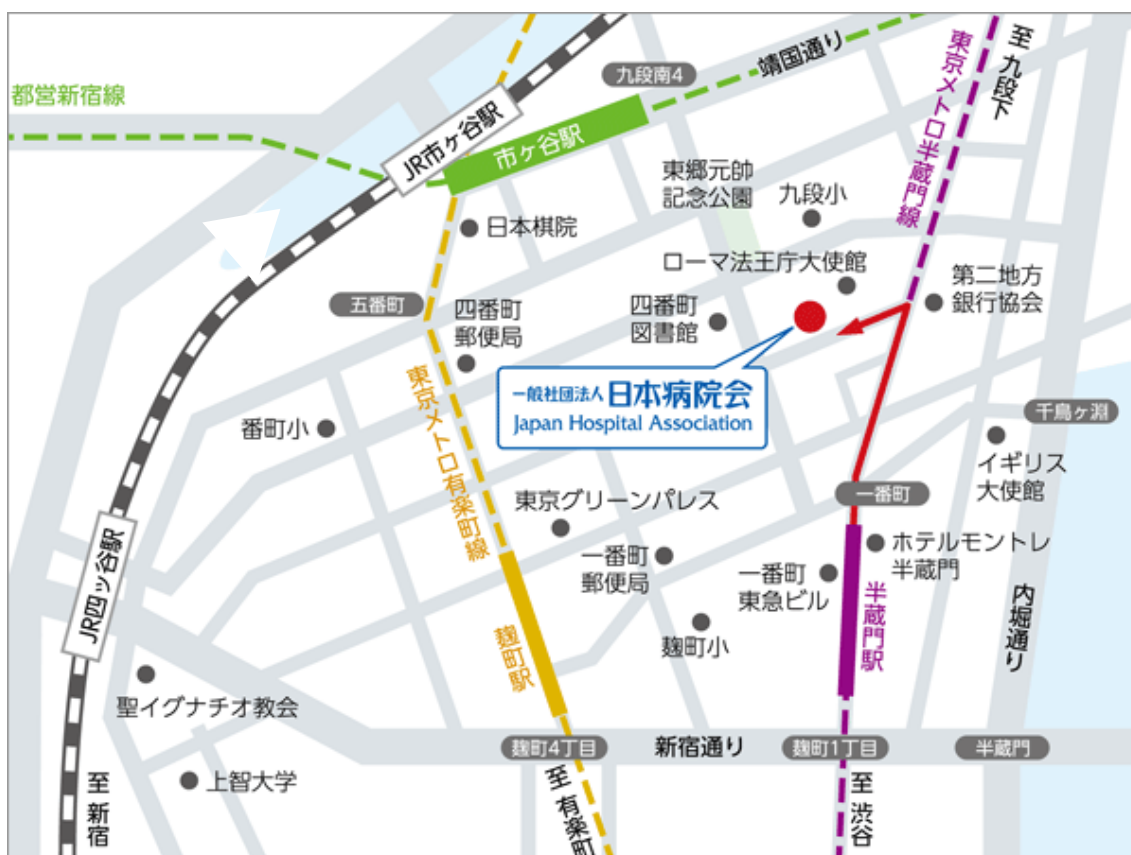 都営新宿線
JR市ヶ谷駅
市ヶ谷駅
九段南4
靖国通り
東京メトロ半蔵門線
至 九段下
東郷元帥
記念公園
九段小
日本棋院
ローマ法王庁大使館
第二地方
銀行協会
五番町
四番町
郵便局
四番町
図書館
一般社団法人 日本病院会
Japan Hospital Association
東京メトロ有楽町線
番町小
千鳥ヶ淵
イギリス
大使館
一番町
東京グリーンパレス
一番町
郵便局
一番町
東急ビル
ホテルモントレ
半蔵門
JR四ッ谷駅
麹町駅
麹町小
半蔵門駅
内堀通り
聖イグナチオ教会
麹町4丁目
新宿通り
麹町1丁目
半蔵門
至 新宿
上智大学
至 有楽町
至 渋谷